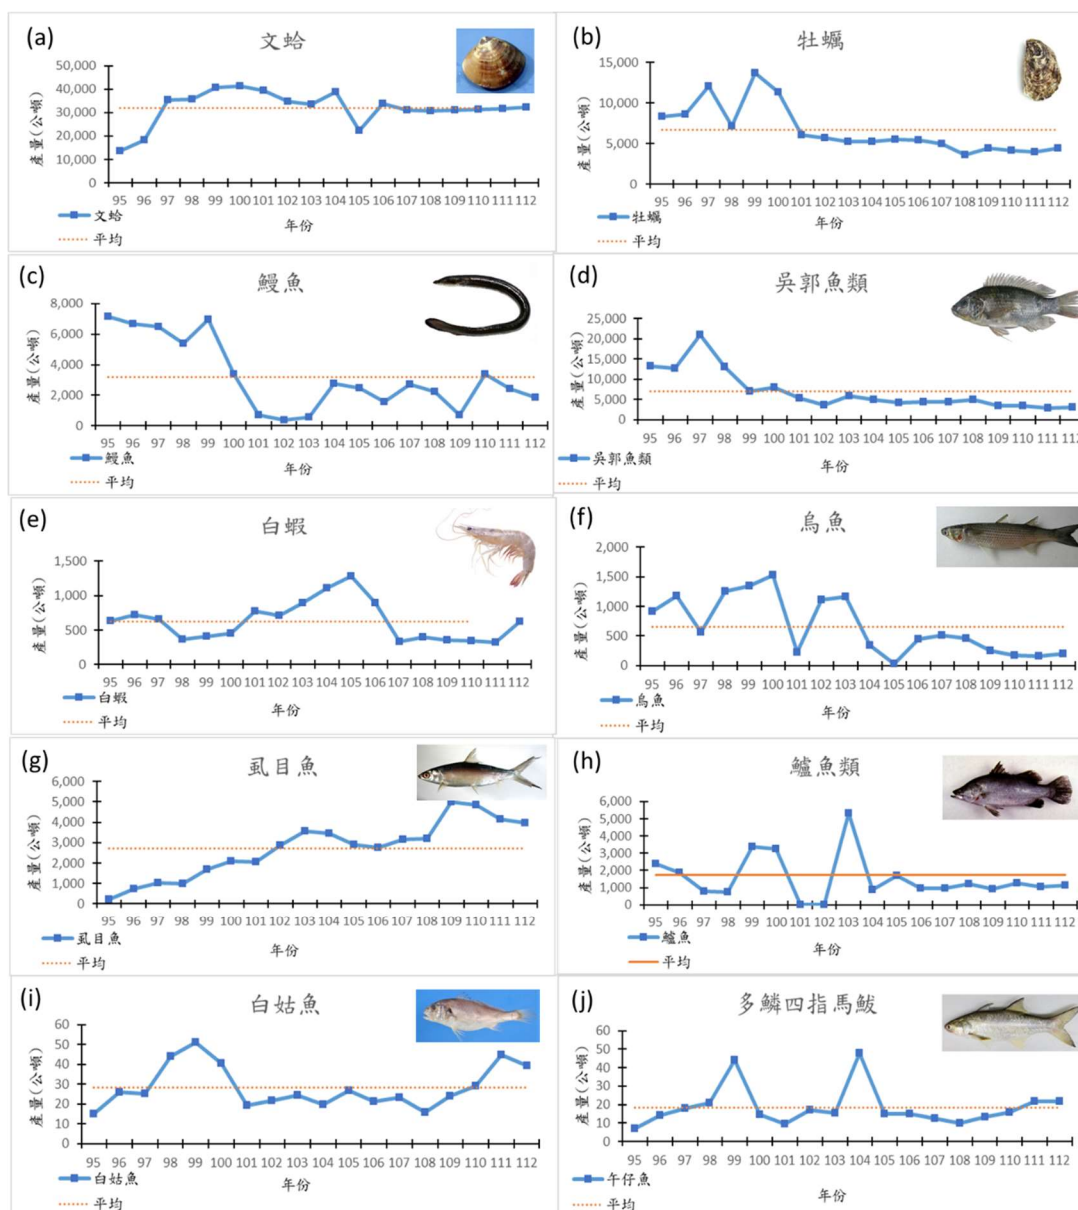 (a)
文蛤
50,000
40,000
30,000
20,000
10,000
0
產量(公噸)
95 96 97 98 99 100 101 102 103 104 105 106 107 108 109 110 111 112
年份
文蛤
平均
(b)
牡蠣
15,000
10,000
5,000
0
產量(公噸)
95 96 97 98 99 100 101 102 103 104 105 106 107 108 109 110 111 112
年份
牡蠣
平均
(c)
鰻魚
8,000
6,000
4,000
2,000
0
產量(公噸)
95 96 97 98 99 100 101 102 103 104 105 106 107 108 109 110 111 112
年份
鰻魚
平均
(d)
吳郭魚類
25,000
20,000
15,000
10,000
5,000
0
產量(公噸)
95 96 97 98 99 100 101 102 103 104 105 106 107 108 109 110 111 112
年份
吳郭魚類
平均
(e)
白蝦
1,500
1,000
500
0
產量(公噸)
95 96 97 98 99 100 101 102 103 104 105 106 107 108 109 110 111 112
年份
白蝦
平均
(f)
烏魚
2,000
1,500
1,000
500
0
產量(公噸)
95 96 97 98 99 100 101 102 103 104 105 106 107 108 109 110 111 112
年份
烏魚
平均
(g)
虱目魚
6,000
5,000
4,000
3,000
2,000
1,000
0
產量(公噸)
95 96 97 98 99 100 101 102 103 104 105 106 107 108 109 110 111 112
年份
虱目魚
平均
(h)
鱸魚類
6,000
5,000
4,000
3,000
2,000
1,000
0
產量(公噸)
95 96 97 98 99 100 101 102 103 104 105 106 107 108 109 110 111 112
年份
鱸魚
平均
(i)
白姑魚
60
50
40
30
20
10
0
產量(公噸)
95 96 97 98 99 100 101 102 103 104 105 106 107 108 109 110 111 112
年份
白姑魚
平均
(j)
多鱗四指馬鮁
60
50
40
30
20
10
0
產量(公噸)
95 96 97 98 99 100 101 102 103 104 105 106 107 108 109 110 111 112
年份
午仔魚
平均